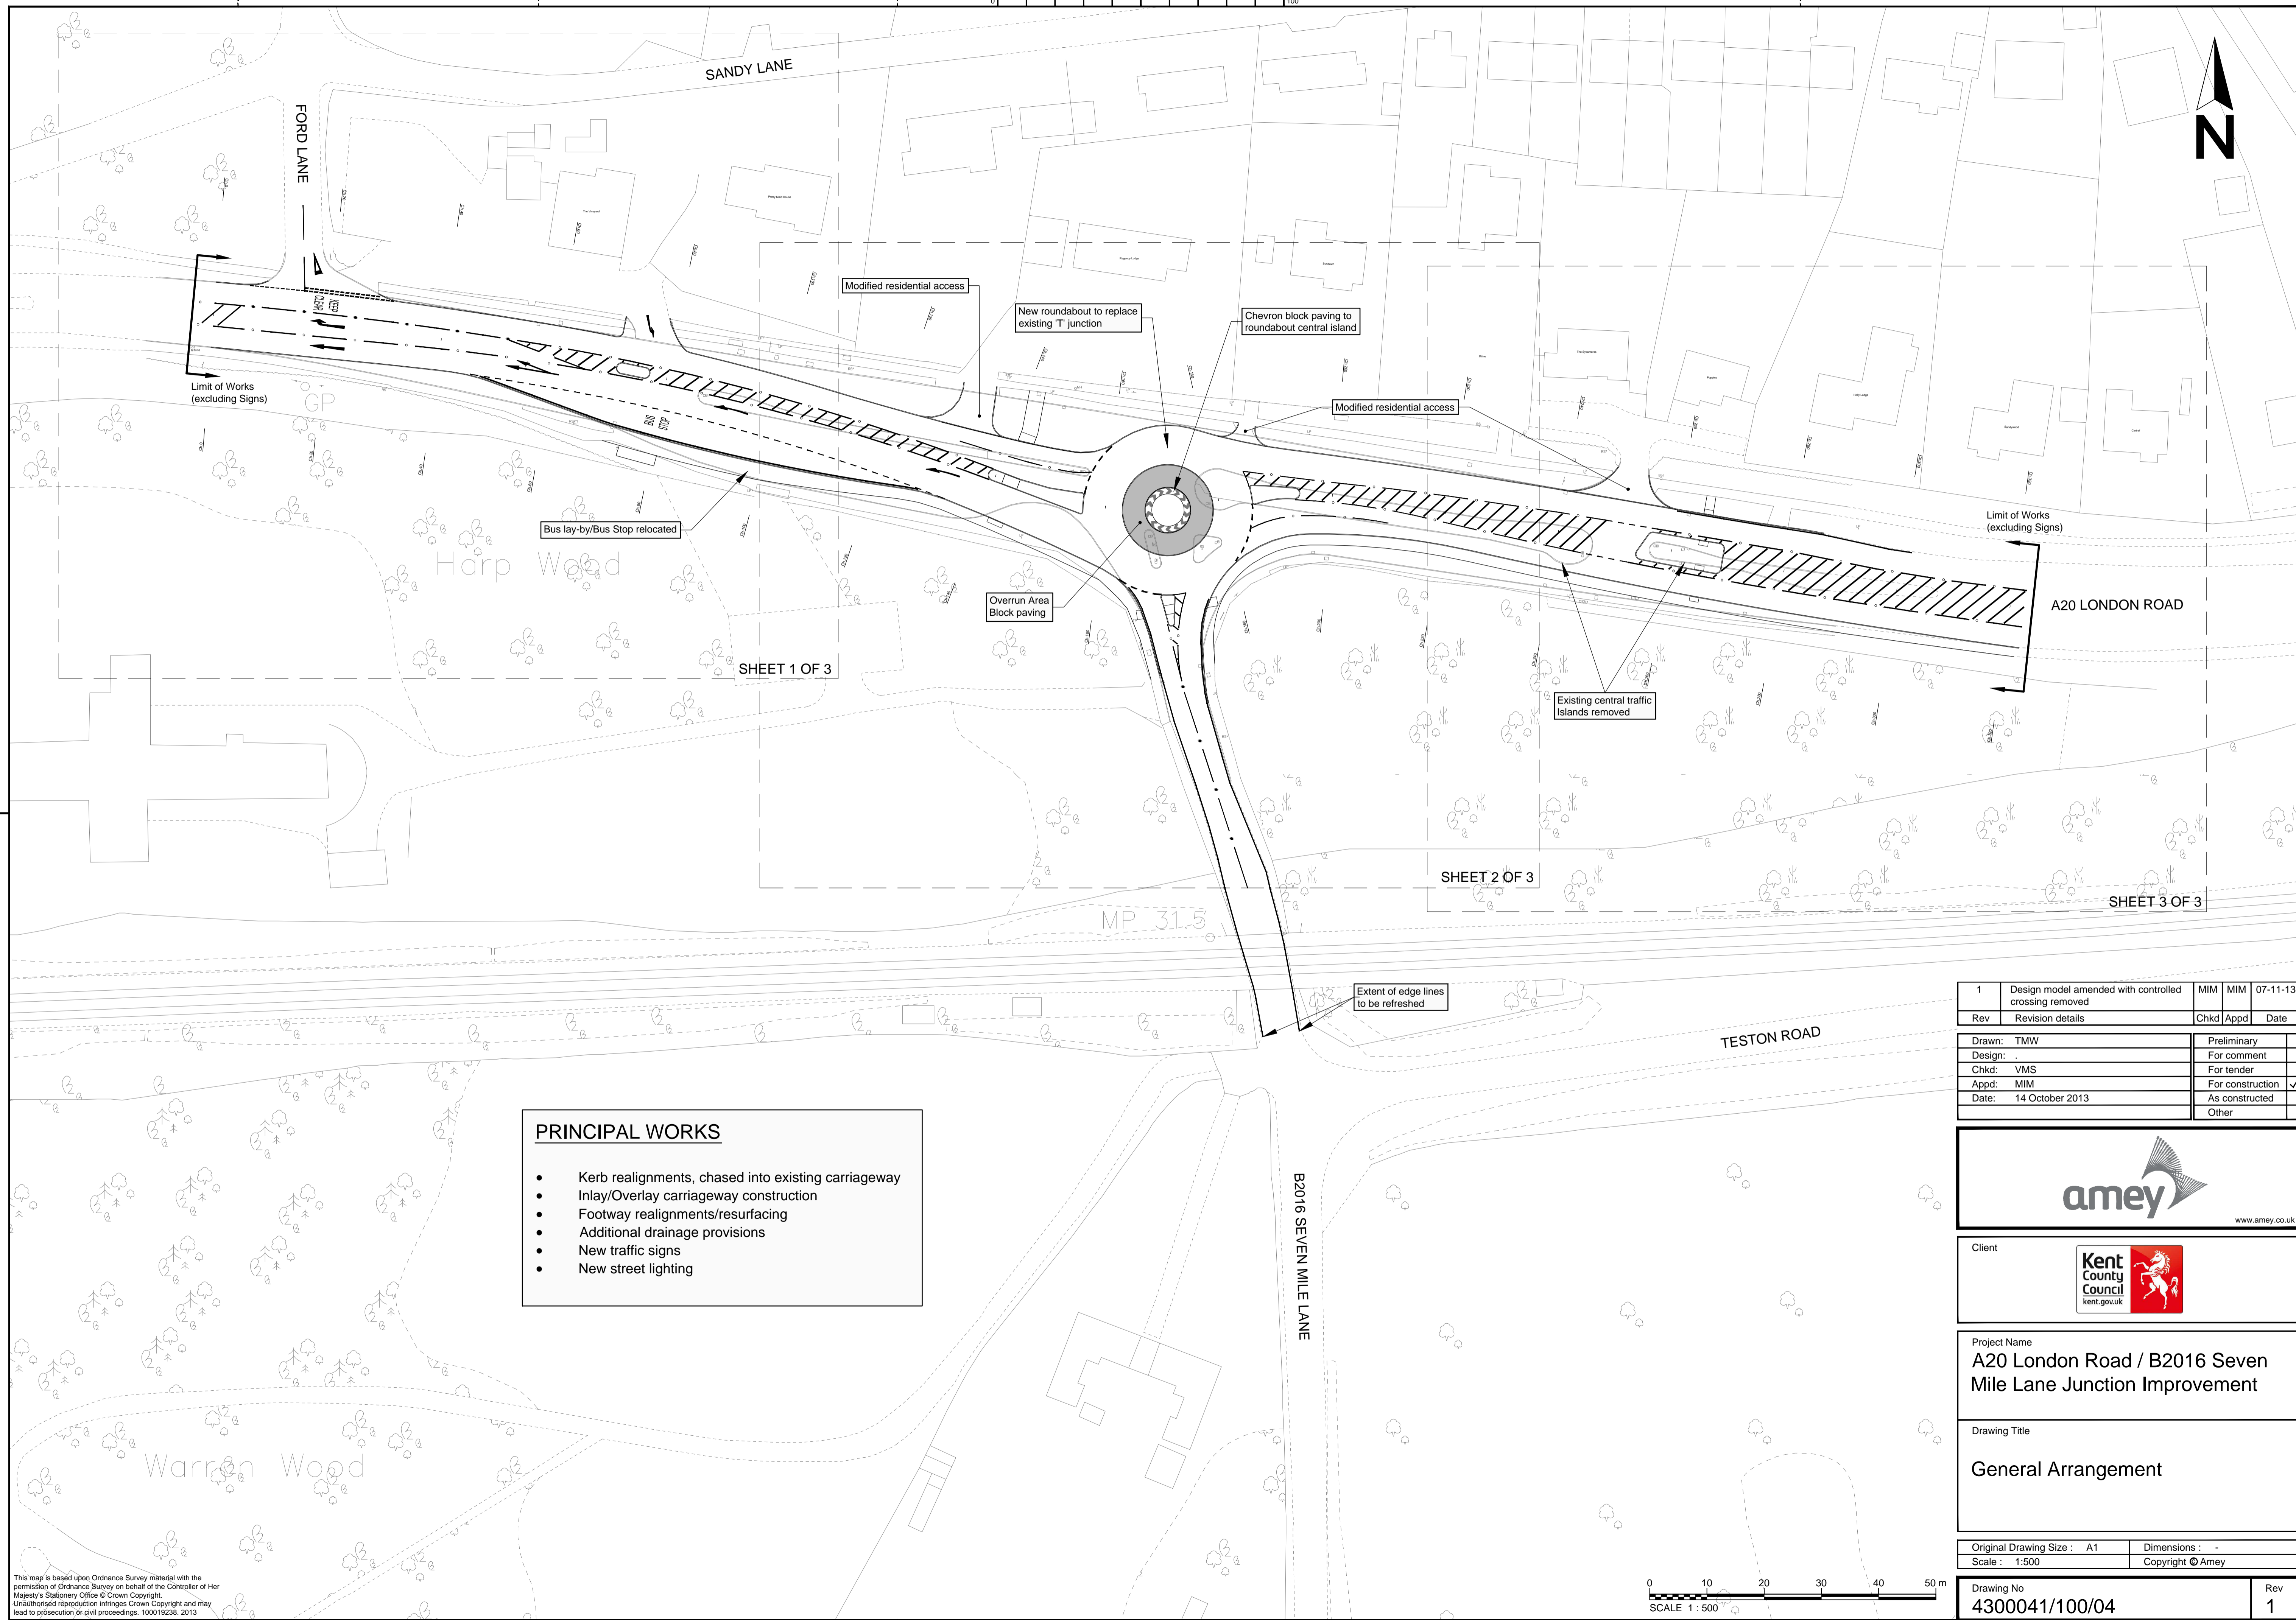 0
100
SANDY LANE
FORD LANE
N
KEEP
CLEAR
Modified residential access
New roundabout to replace
existing 'T' junction
Chevron block paving to
roundabout central island
Limit of Works
(excluding Signs)
GP
BUS
STOP
Modified residential access
Bus lay-by/Bus Stop relocated
Harp Wood
Overrun Area
Block paving
Limit of Works
(excluding Signs)
A20 LONDON ROAD
SHEET 1 OF 3
Existing central traffic
Islands removed
SHEET 2 OF 3
SHEET 3 OF 3
MP 31.5
Extent of edge lines
to be refreshed
TESTON ROAD
B2016 SEVEN MILE LANE
PRINCIPAL WORKS
• Kerb realignments, chased into existing carriageway
• Inlay/Overlay carriageway construction
• Footway realignments/resurfacing
• Additional drainage provisions
• New traffic signs
• New street lighting
Warren Wood
This map is based upon Ordnance Survey material with the
permission of Ordnance Survey on behalf of the Controller of Her
Majesty's Stationery Office © Crown Copyright.
Unauthorised reproduction infringes Crown Copyright and may
lead to prosecution or civil proceedings. 100019238. 2013
0 10 20 30 40 50 m
SCALE 1 : 500
1 Design model amended with controlled crossing removed MIM MIM 07-11-13
Rev Revision details Chkd Appd Date
Drawn: TMW Preliminary
Design: . For comment
Chkd: VMS For tender
Appd: MIM For construction ✓
Date: 14 October 2013 As constructed
Other
amey
www.amey.co.uk
Client
Kent
County
Council
kent.gov.uk
Project Name
A20 London Road / B2016 Seven
Mile Lane Junction Improvement
Drawing Title
General Arrangement
Original Drawing Size : A1 Dimensions : -
Scale : 1:500 Copyright © Amey
Drawing No Rev
4300041/100/04 1